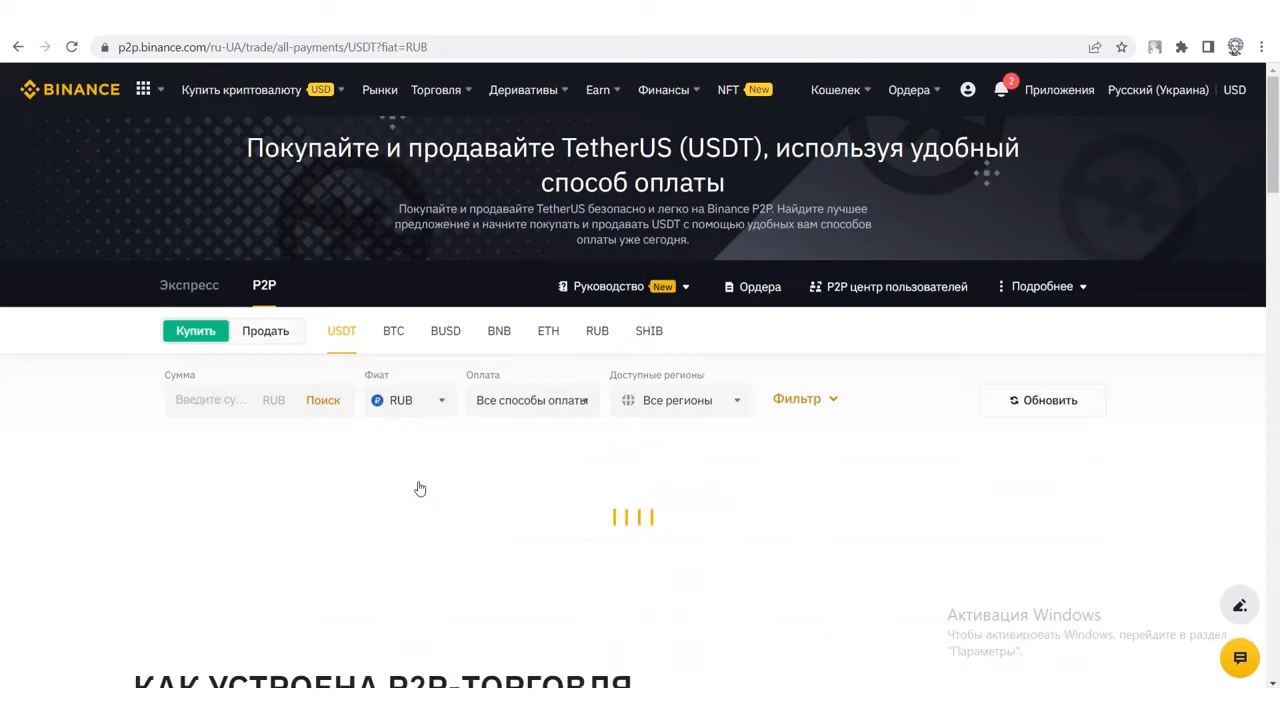 p2p.binance.com/ru-UA/trade/all-payments/USDT?fiat=RUB
BINANCE Купить криптовалюту USD Рынки Торговля Деривативы Earn Финансы NFT New Кошелек Ордера 2 Приложения Русский (Украина) USD
Покупайте и продавайте TetherUS (USDT), используя удобный
способ оплаты
Покупайте и продавайте TetherUS безопасно и легко на Binance P2P. Найдите лучшее
предложение и начните покупать и продавать USDT с помощью удобных вам способов
оплаты уже сегодня.
Экспресс P2P Руководство New Ордера P2P центр пользователей Подробнее
Купить Продать USDT BTC BUSD BNB ETH RUB SHIB
Сумма Фиат Оплата Доступные регионы
Введите су... RUB Поиск RUB Все способы оплаты Все регионы Фильтр Обновить
Активация Windows
Чтобы активировать Windows, перейдите в раздел
"Параметры".
КАК УСТРОЕНА P2P-ТОРГОВЛЯ